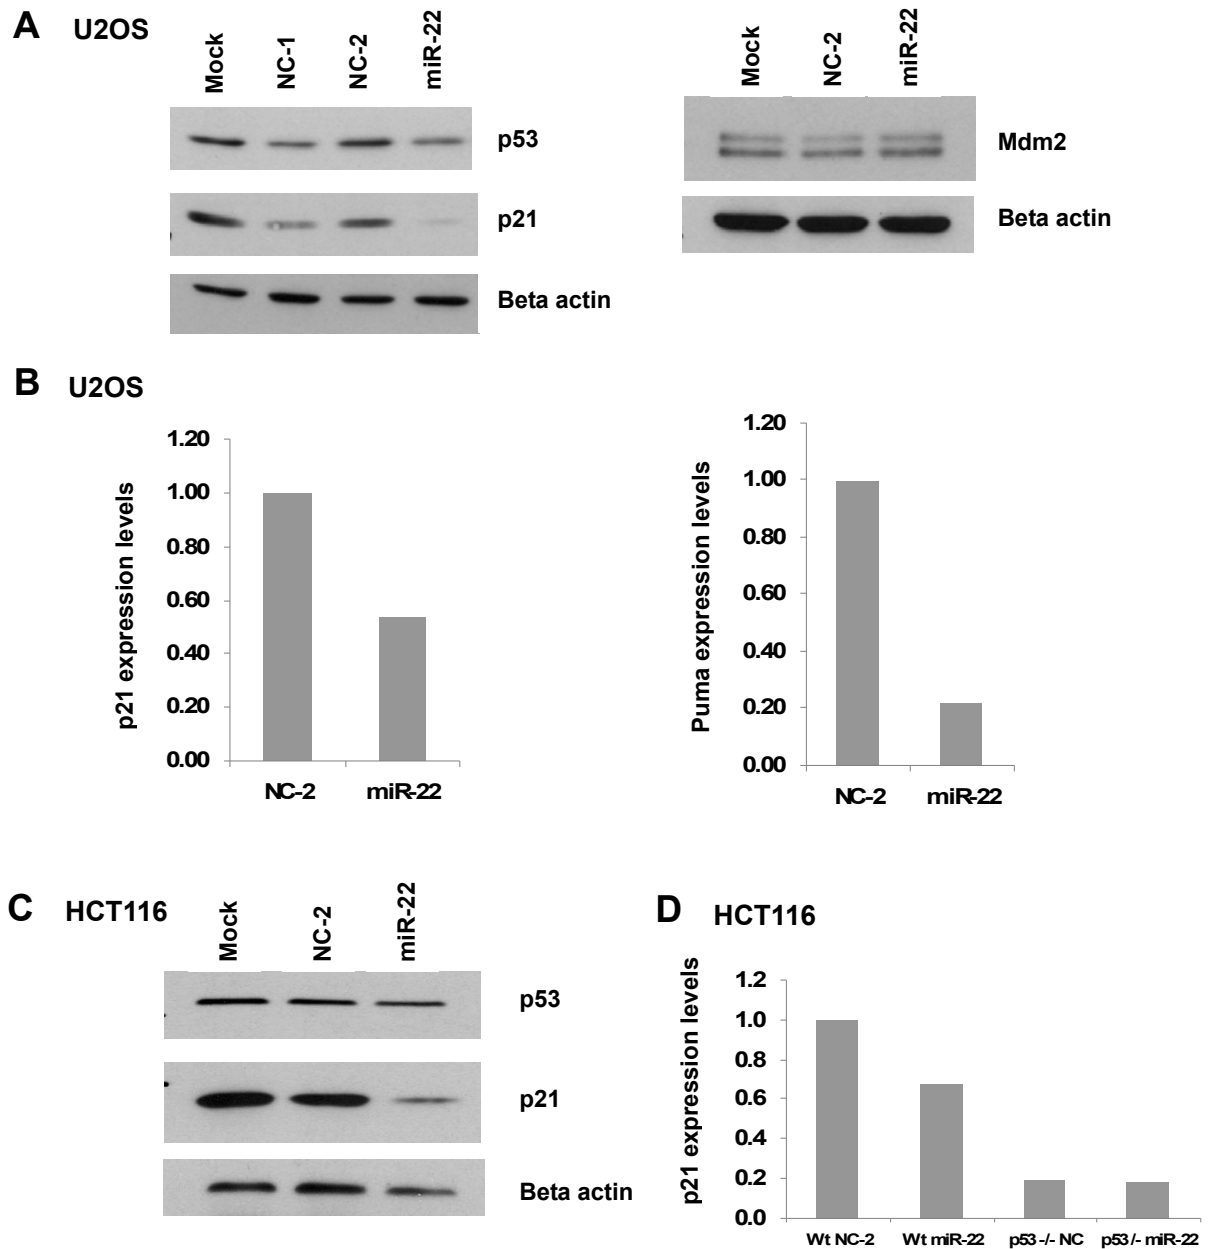 A U2OS
Mock NC-1 NC-2 miR-22
p53
p21
Beta actin
Mock NC-2 miR-22
Mdm2
Beta actin
B U2OS
p21 expression levels
1.20
1.00
0.80
0.60
0.40
0.20
0.00
NC-2 miR-22
Puma expression levels
1.20
1.00
0.80
0.60
0.40
0.20
0.00
NC-2 miR-22
C HCT116
Mock NC-2 miR-22
p53
p21
Beta actin
D HCT116
p21 expression levels
1.2
1.0
0.8
0.6
0.4
0.2
0.0
Wt NC-2 Wt miR-22 p53 -/- NC p53/- miR-22